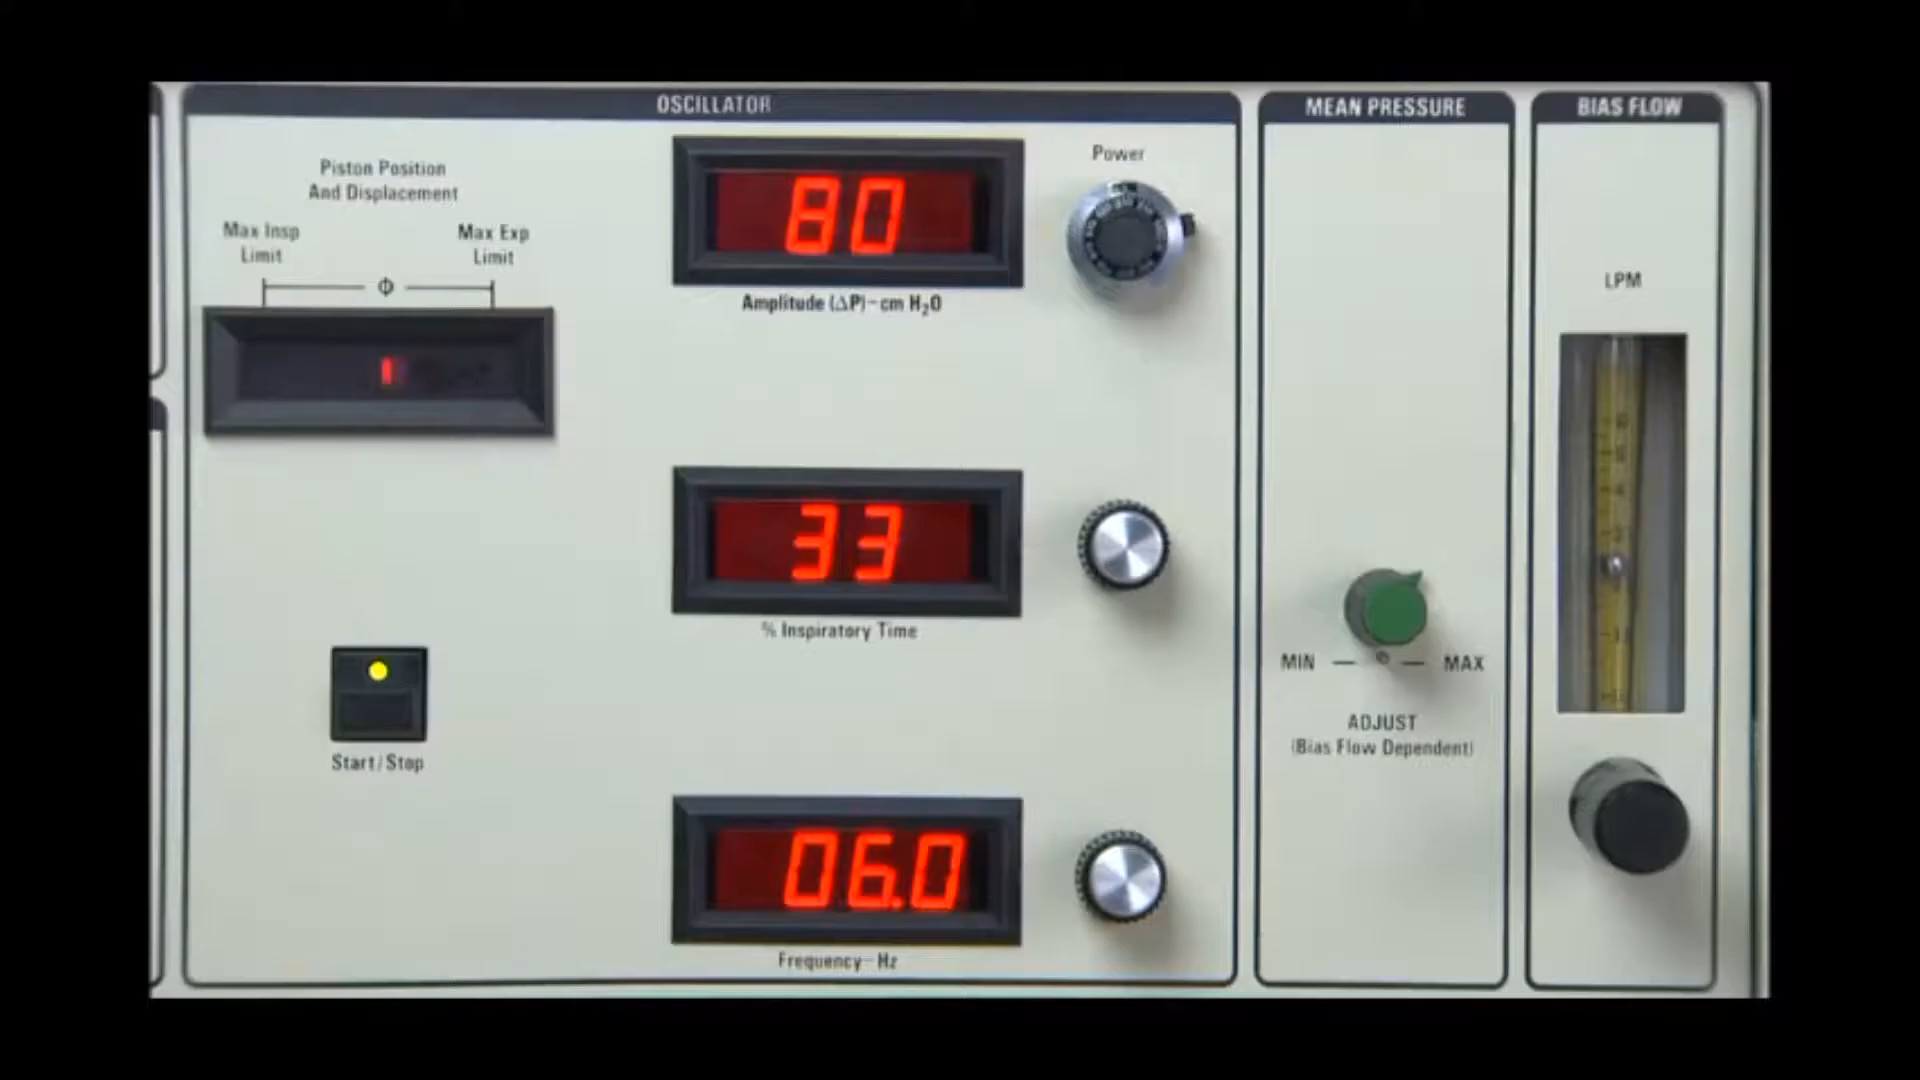 OSCILLATOR
Piston Position
And Displacement
Max Insp
Limit
Max Exp
Limit
Φ
80
Amplitude (ΔP)-cm H₂O
Power
33
% Inspiratory Time
Start/Stop
06.0
Frequency-Hz
MEAN PRESSURE
MIN
MAX
ADJUST
(Bias Flow Dependent)
BIAS FLOW
LPM